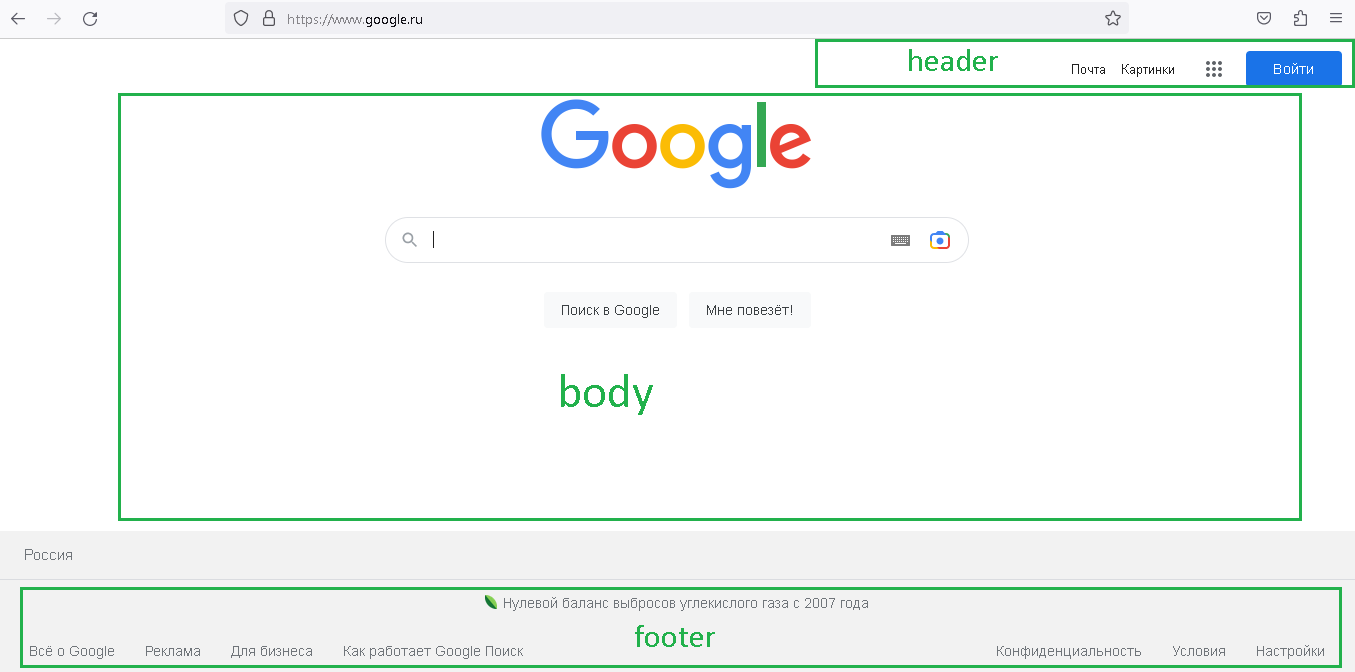 https://www.google.ru
header
Почта Картинки Войти
Google
Поиск в Google Мне повезёт!
body
Россия
Нулевой баланс выбросов углекислого газа с 2007 года
footer
Всё о Google Реклама Для бизнеса Как работает Google Поиск Конфиденциальность Условия Настройки